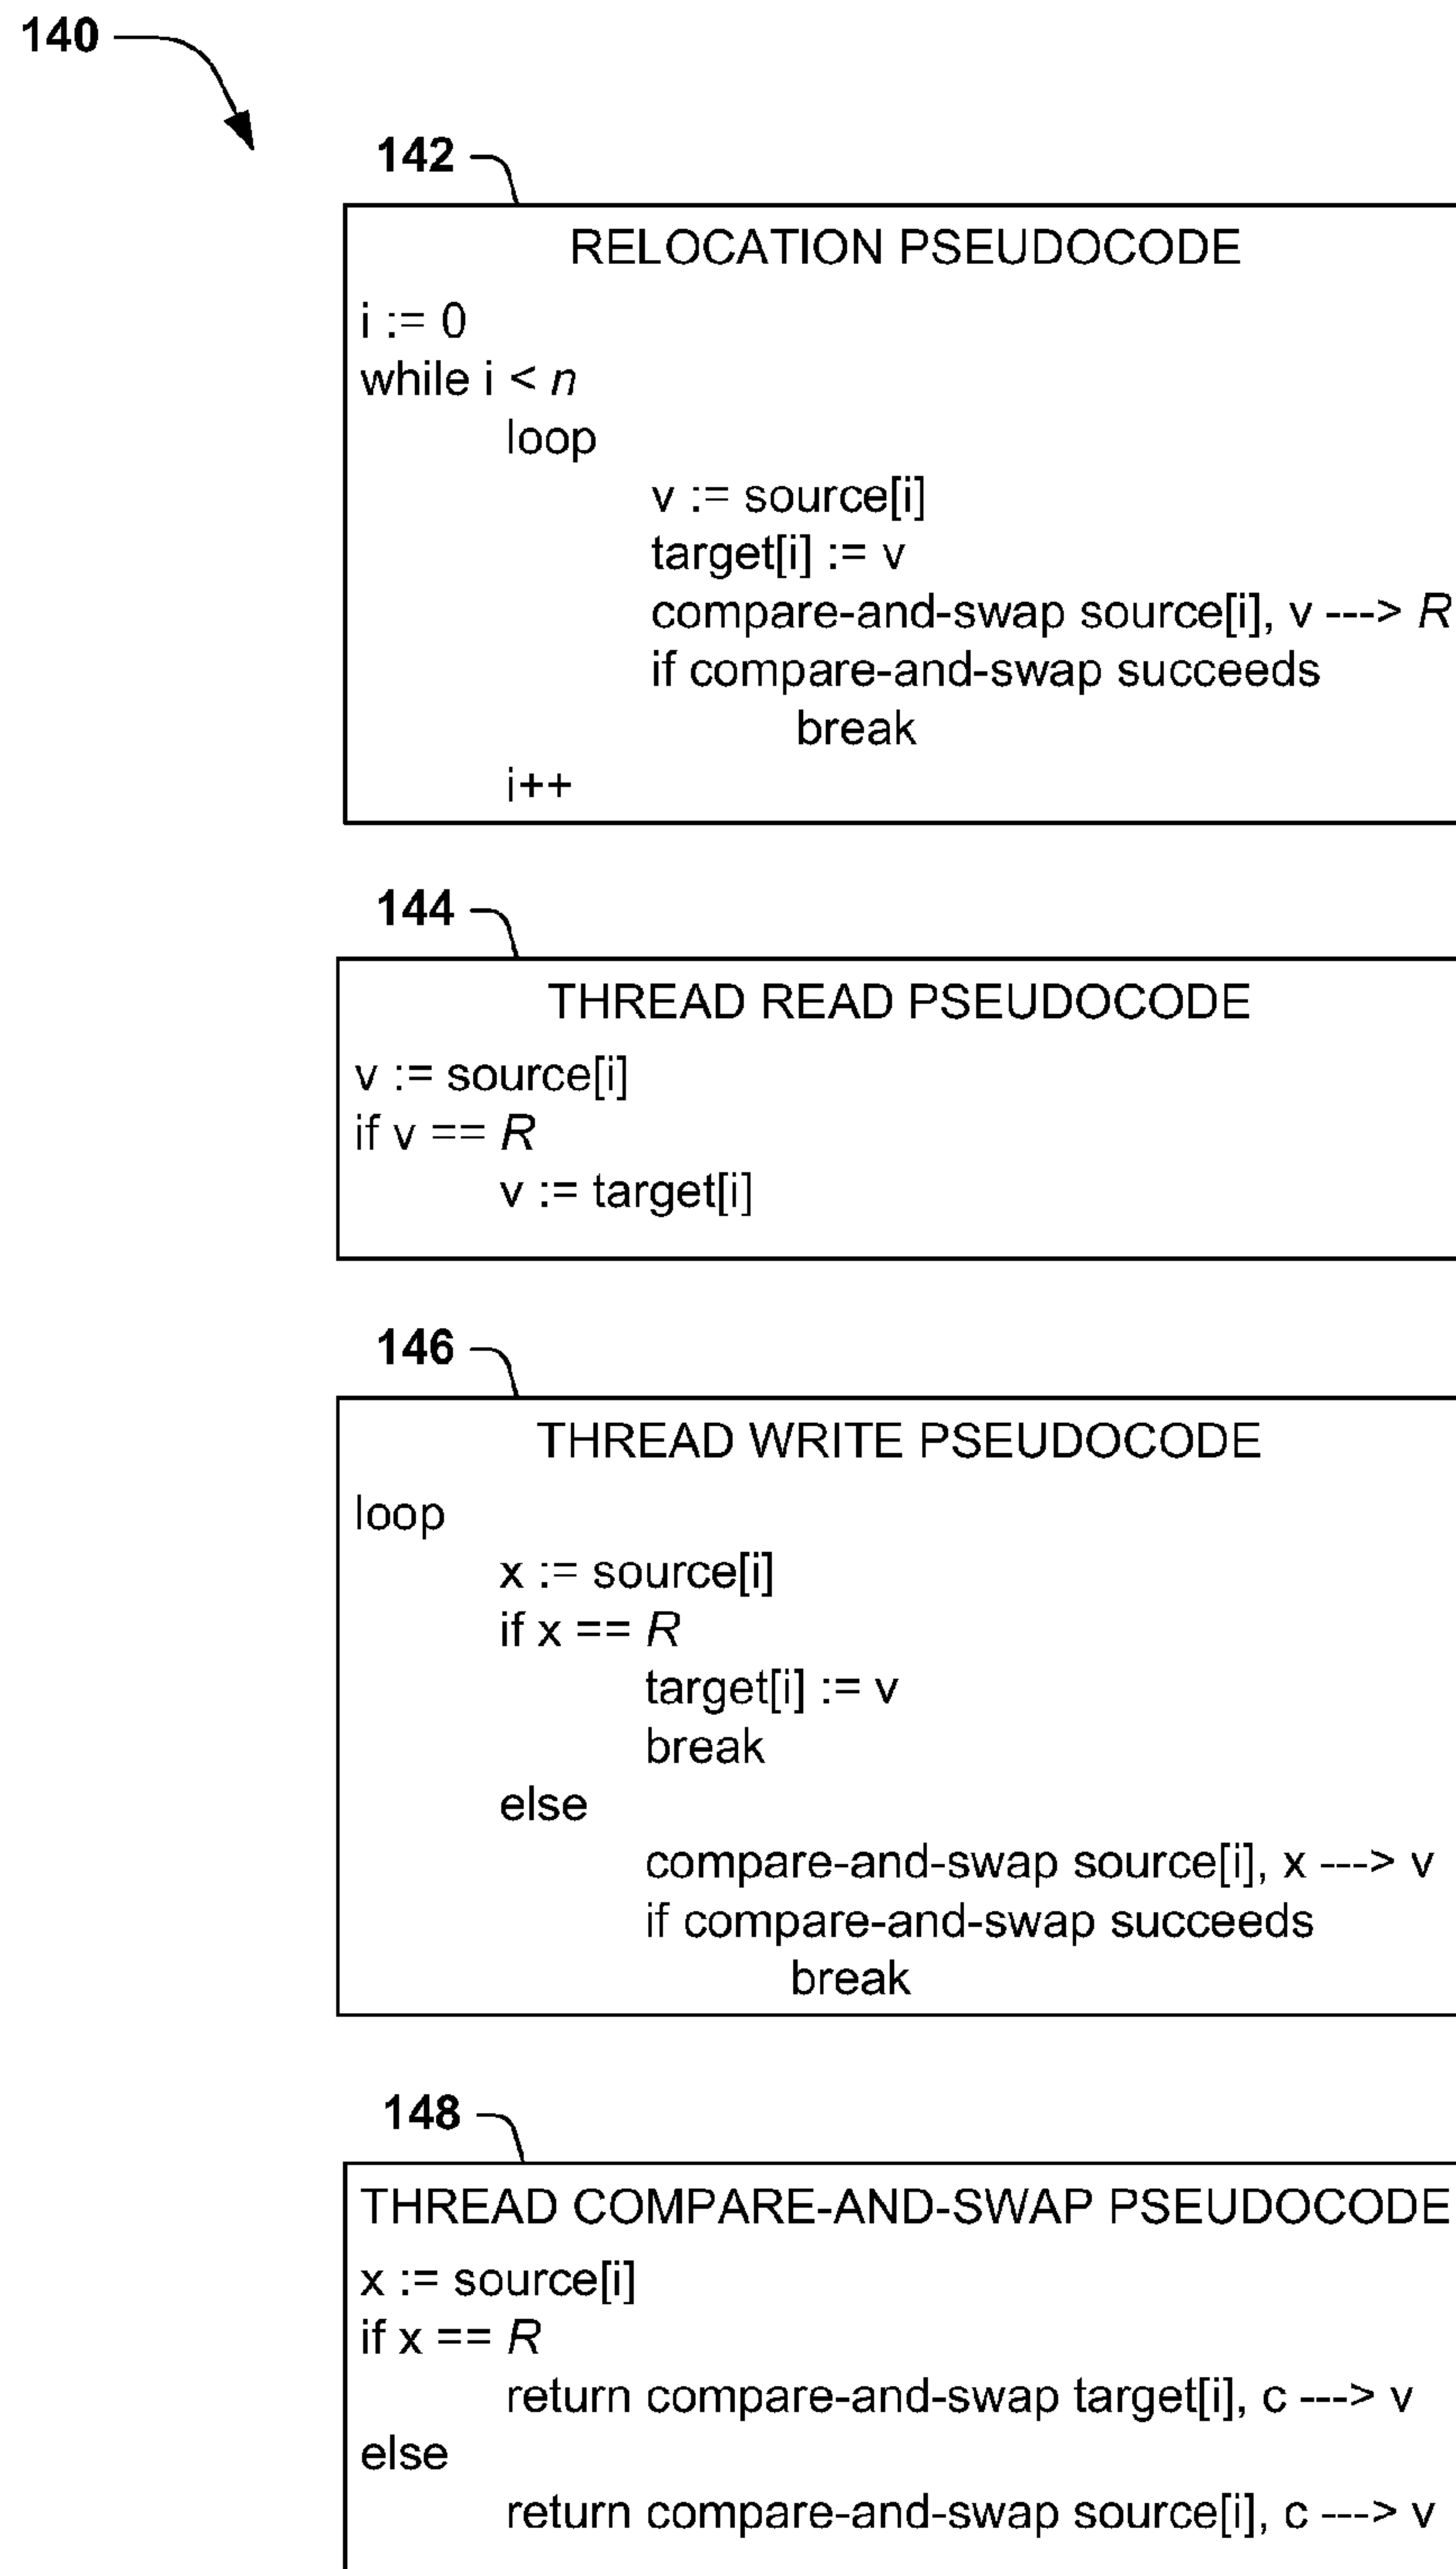 140
142
RELOCATION PSEUDOCODE
i := 0
while i < n
loop
v := source[i]
target[i] := v
compare-and-swap source[i], v ---> R
if compare-and-swap succeeds
break
i++
144
THREAD READ PSEUDOCODE
v := source[i]
if v == R
v := target[i]
146
THREAD WRITE PSEUDOCODE
loop
x := source[i]
if x == R
target[i] := v
break
else
compare-and-swap source[i], x ---> v
if compare-and-swap succeeds
break
148
THREAD COMPARE-AND-SWAP PSEUDOCODE
x := source[i]
if x == R
return compare-and-swap target[i], c ---> v
else
return compare-and-swap source[i], c ---> v